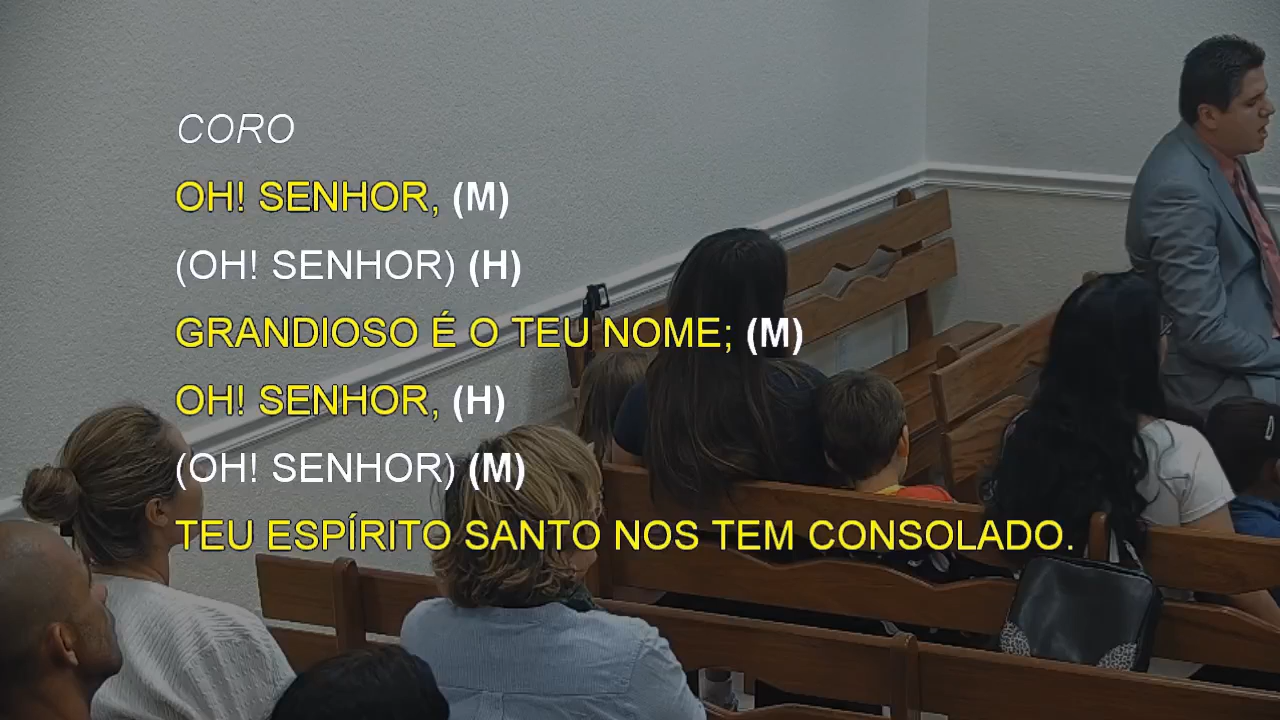 CORO
OH! SENHOR, (M)
(OH! SENHOR) (H)
GRANDIOSO É O TEU NOME; (M)
OH! SENHOR, (H)
(OH! SENHOR) (M)
TEU ESPÍRITO SANTO NOS TEM CONSOLADO.